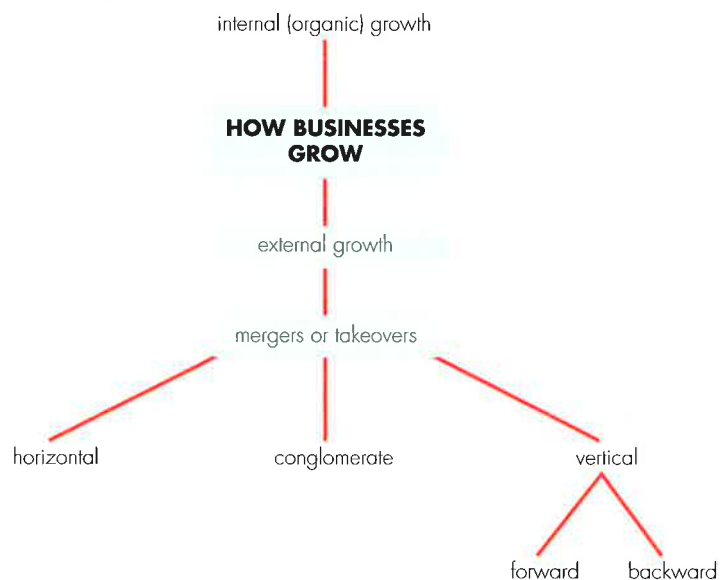 internal (organic) growth
HOW BUSINESSES
GROW
external growth
mergers or takeovers
horizontal
conglomerate
vertical
forward
backward